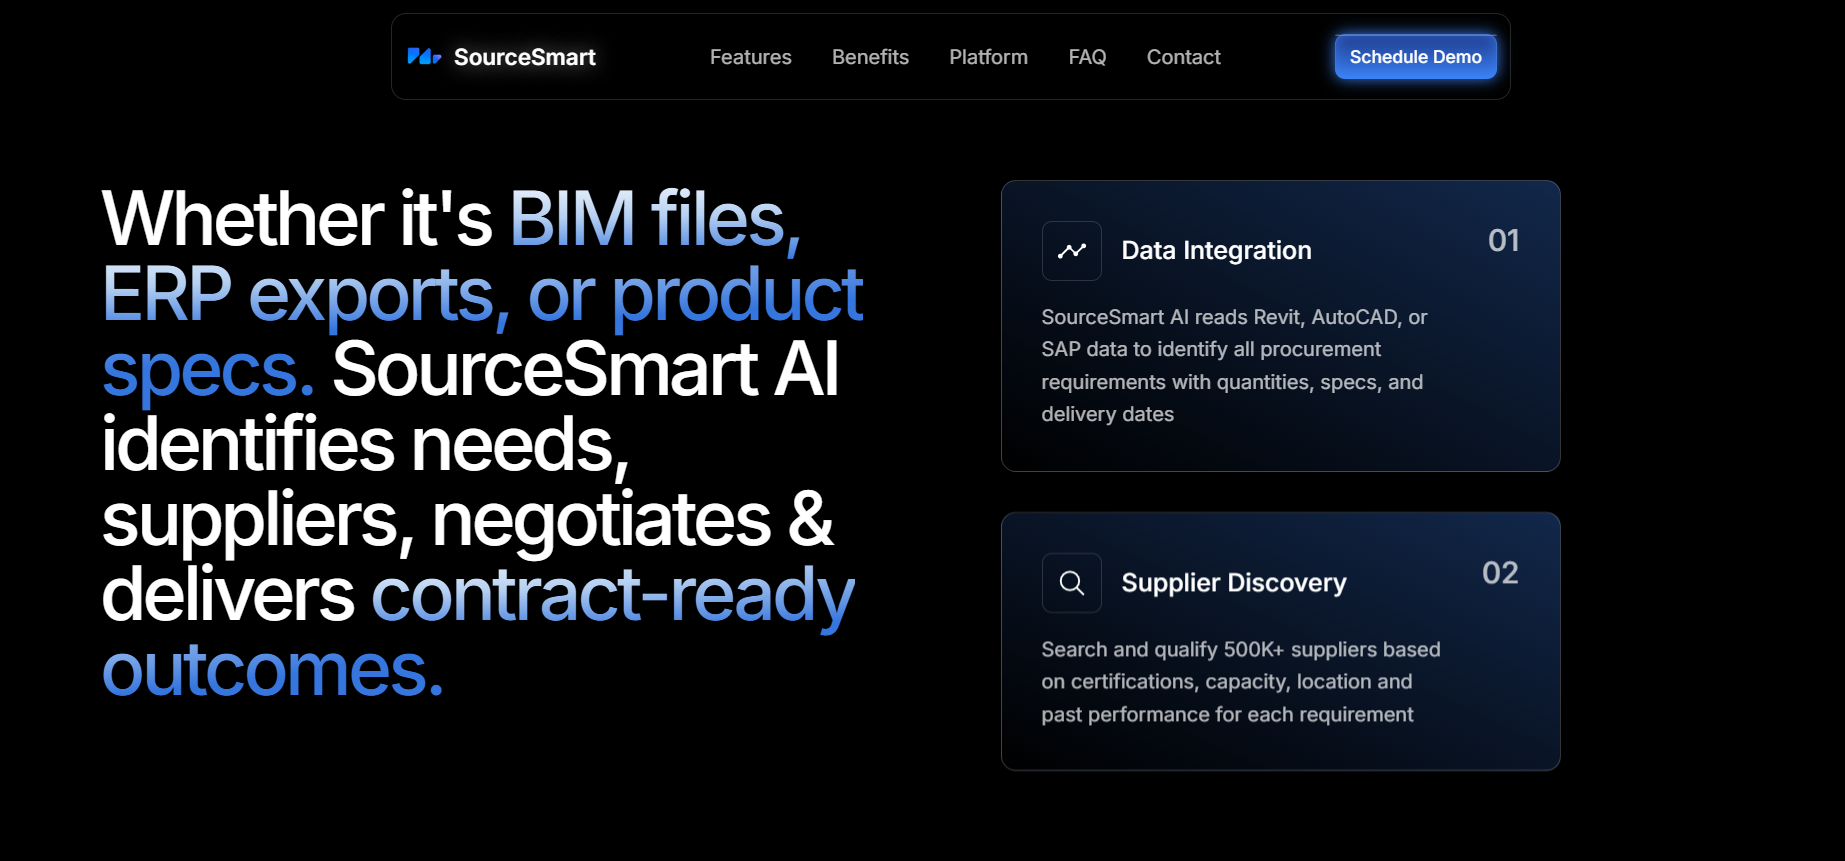 SourceSmart
Features
Benefits
Platform
FAQ
Contact
Schedule Demo
Whether it's BIM files,
ERP exports, or product
specs. SourceSmart AI
identifies needs,
suppliers, negotiates &
delivers contract-ready
outcomes.
Data Integration
01
SourceSmart AI reads Revit, AutoCAD, or
SAP data to identify all procurement
requirements with quantities, specs, and
delivery dates
Supplier Discovery
02
Search and qualify 500K+ suppliers based
on certifications, capacity, location and
past performance for each requirement